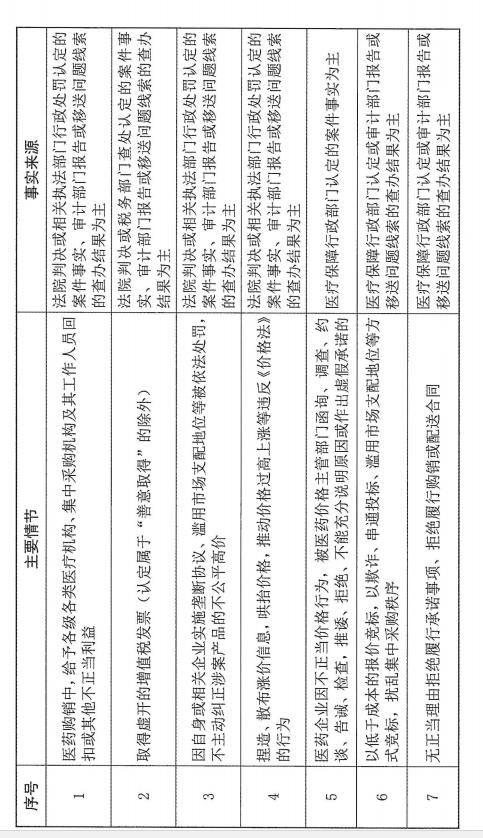 序号 主要情节 事实来源
1 医药购销中，给予各级各类医疗机构、集中采购机构及其工作人员回 法院判决或相关执法部门行政处罚认定的
扣或其他不正当利益 案件事实、审计部门报告或移送问题线索
的查办结果为主
2 取得虚开的增值税发票（认定属于“善意取得”的除外） 法院判决或税务部门查处认定的案件事
实、审计部门报告或移送问题线索的查办
结果为主
3 因自身或相关企业实施垄断协议、滥用市场支配地位等被依法处罚， 法院判决或相关执法部门行政处罚认定的
不主动纠正涉案产品的不公平高价 案件事实、审计部门报告或移送问题线索
的查办结果为主
4 捏造、散布涨价信息，哄抬价格，推动价格过高上涨等违反《价格法》 法院判决或相关执法部门行政处罚认定的
的行为 案件事实、审计部门报告或移送问题线索
的查办结果为主
5 医药企业因不正当价格行为，被医药价格主管部门函询、调查、约 医疗保障行政部门认定的案件事实为主
谈、告诫、检查，推诿、拒绝、不能充分说明原因或作出虚假承诺的
6 以低于成本的报价竞标，以欺诈、串通投标、滥用市场支配地位等方 医疗保障行政部门认定或审计部门报告或
式竞标，扰乱集中采购秩序 移送问题线索的查办结果为主
7 无正当理由拒绝履行承诺事项、拒绝履行购销或配送合同 医疗保障行政部门认定或审计部门报告或
移送问题线索的查办结果为主